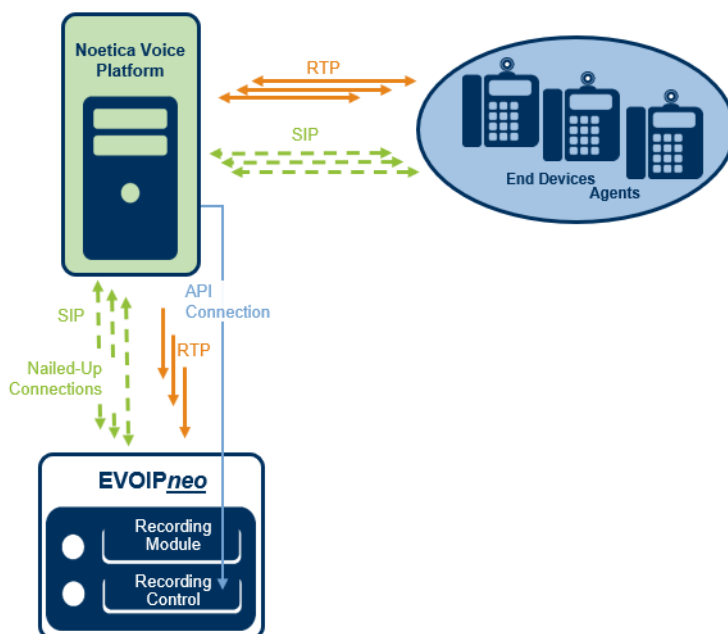 Noetica Voice
Platform
RTP
SIP
End Devices
Agents
SIP
API
Connection
RTP
Nailed-Up
Connections
EVOIPneo
Recording
Module
Recording
Control